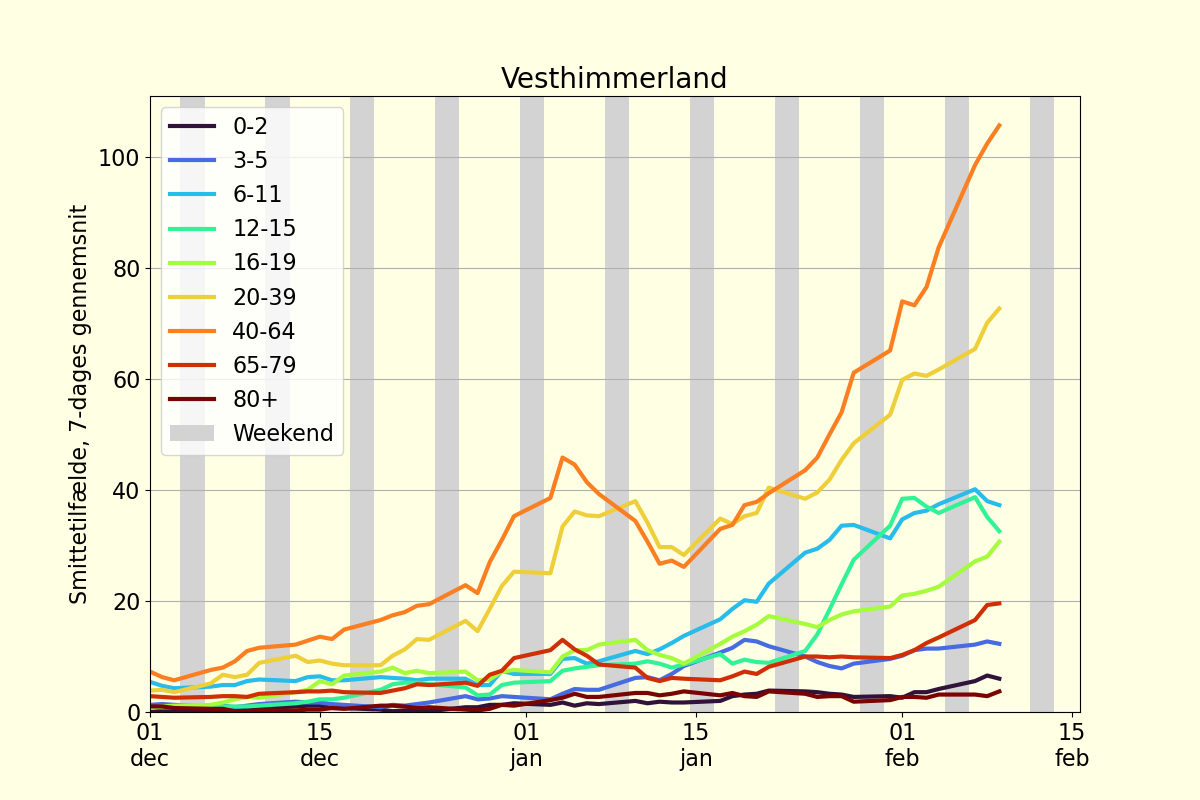 Vesthimmerland
Smittetilfælde, 7-dages gennemsnit
100
80
60
40
20
0
0-2
3-5
6-11
12-15
16-19
20-39
40-64
65-79
80+
Weekend
01 dec
15 dec
01 jan
15 jan
01 feb
15 feb